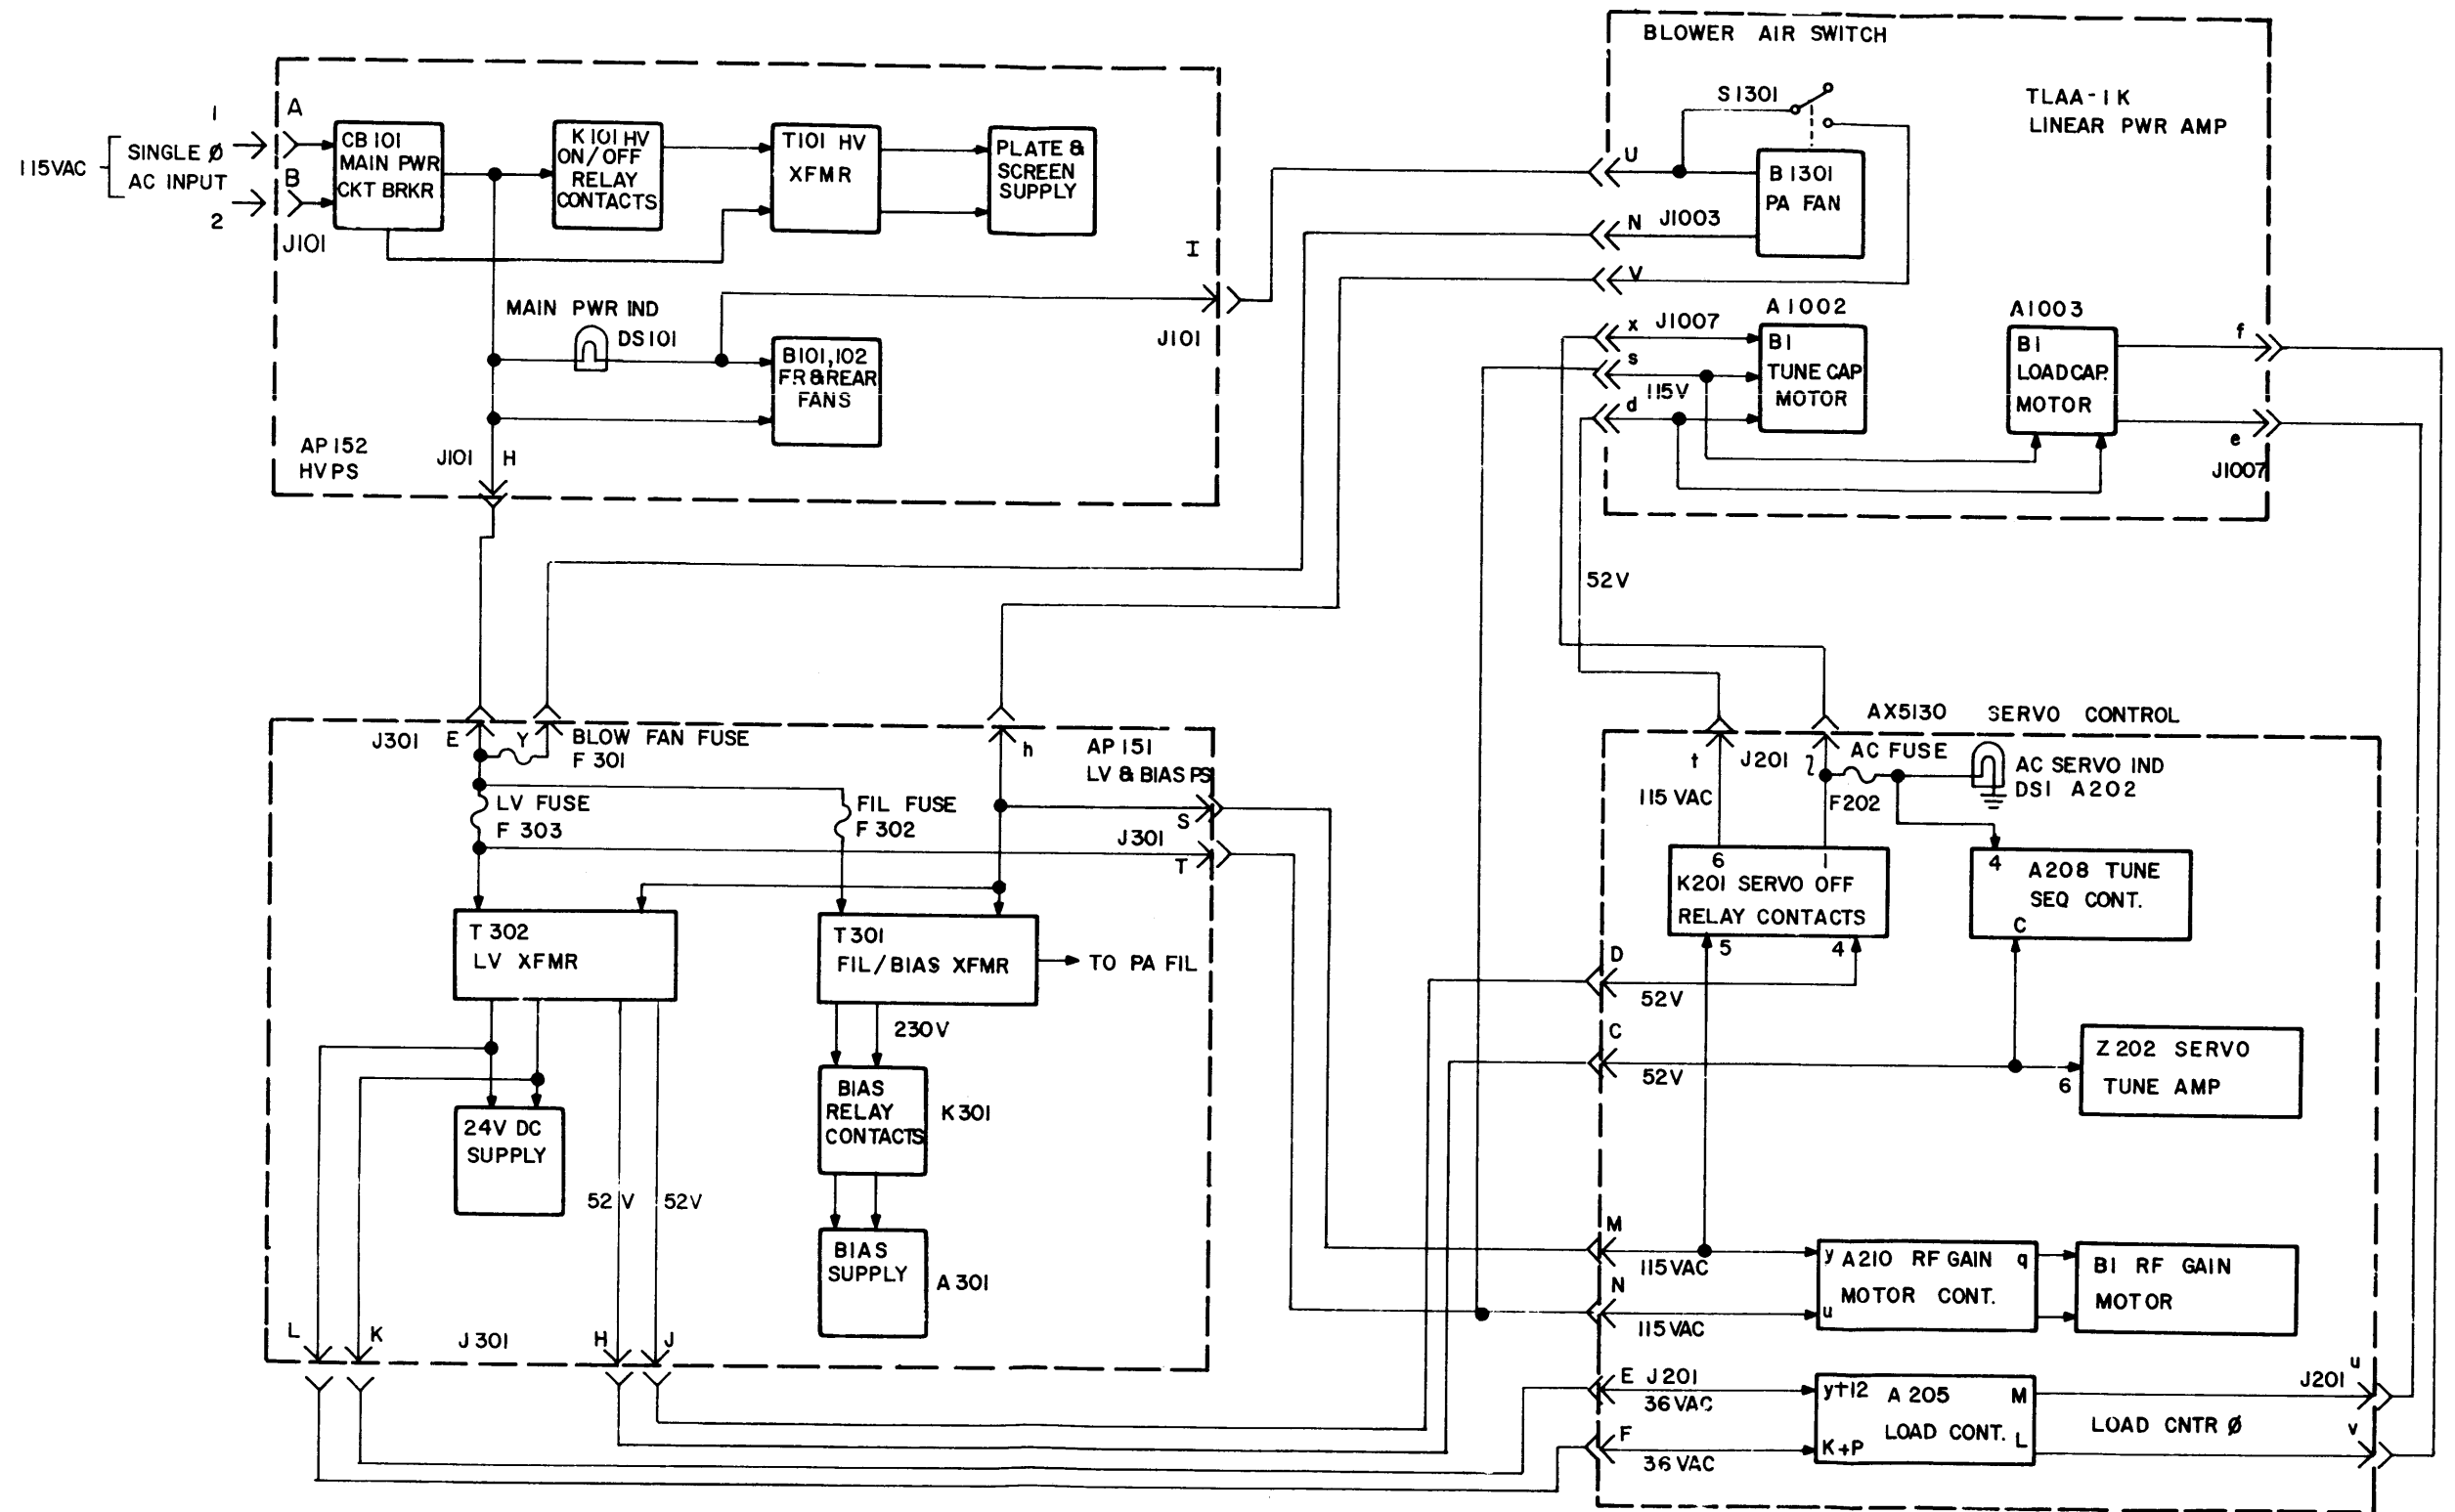 115VAC
1
SINGLE Ø
AC INPUT
2
A
B
J101
CB101
MAIN PWR
CKT BRKR
K101 HV
ON/OFF
RELAY
CONTACTS
T101 HV
XFMR
PLATE &
SCREEN
SUPPLY
I
J101
MAIN PWR IND
DS101
B101,102
FR & REAR
FANS
AP152
HVPS
J101 H
BLOWER AIR SWITCH
S1301
TLAA-1K
LINEAR PWR AMP
U
B1301
PA FAN
N J1003
V
x J1007
s
115V
d
A1002
B1
TUNE CAP
MOTOR
A1003
B1
LOAD CAP.
MOTOR
f
e
J1007
52V
J301 E Y
BLOW FAN FUSE
F 301
h
AP151
LV & BIAS PS
LV FUSE
F 303
FIL FUSE
F 302
S
J301
T
T 302
LV XFMR
T301
FIL/BIAS XFMR
TO PA FIL
230V
24V DC
SUPPLY
BIAS
RELAY
CONTACTS
K301
52V
52V
BIAS
SUPPLY
A301
L
K
J301
H
J
AX5130 SERVO CONTROL
t
J201
AC FUSE
F202
AC SERVO IND
DS1 A202
115 VAC
6
1
K201 SERVO OFF
RELAY CONTACTS
5
4
4
A208 TUNE
SEQ CONT.
C
D
52V
C
52V
Z202 SERVO
6
TUNE AMP
M
115VAC
N
115VAC
y A210 RF GAIN q
MOTOR CONT.
u
B1 RF GAIN
MOTOR
E J201
36VAC
F
36VAC
y+12 A205 M
LOAD CONT. L
K+P
LOAD CNTR Ø
J201
u
v